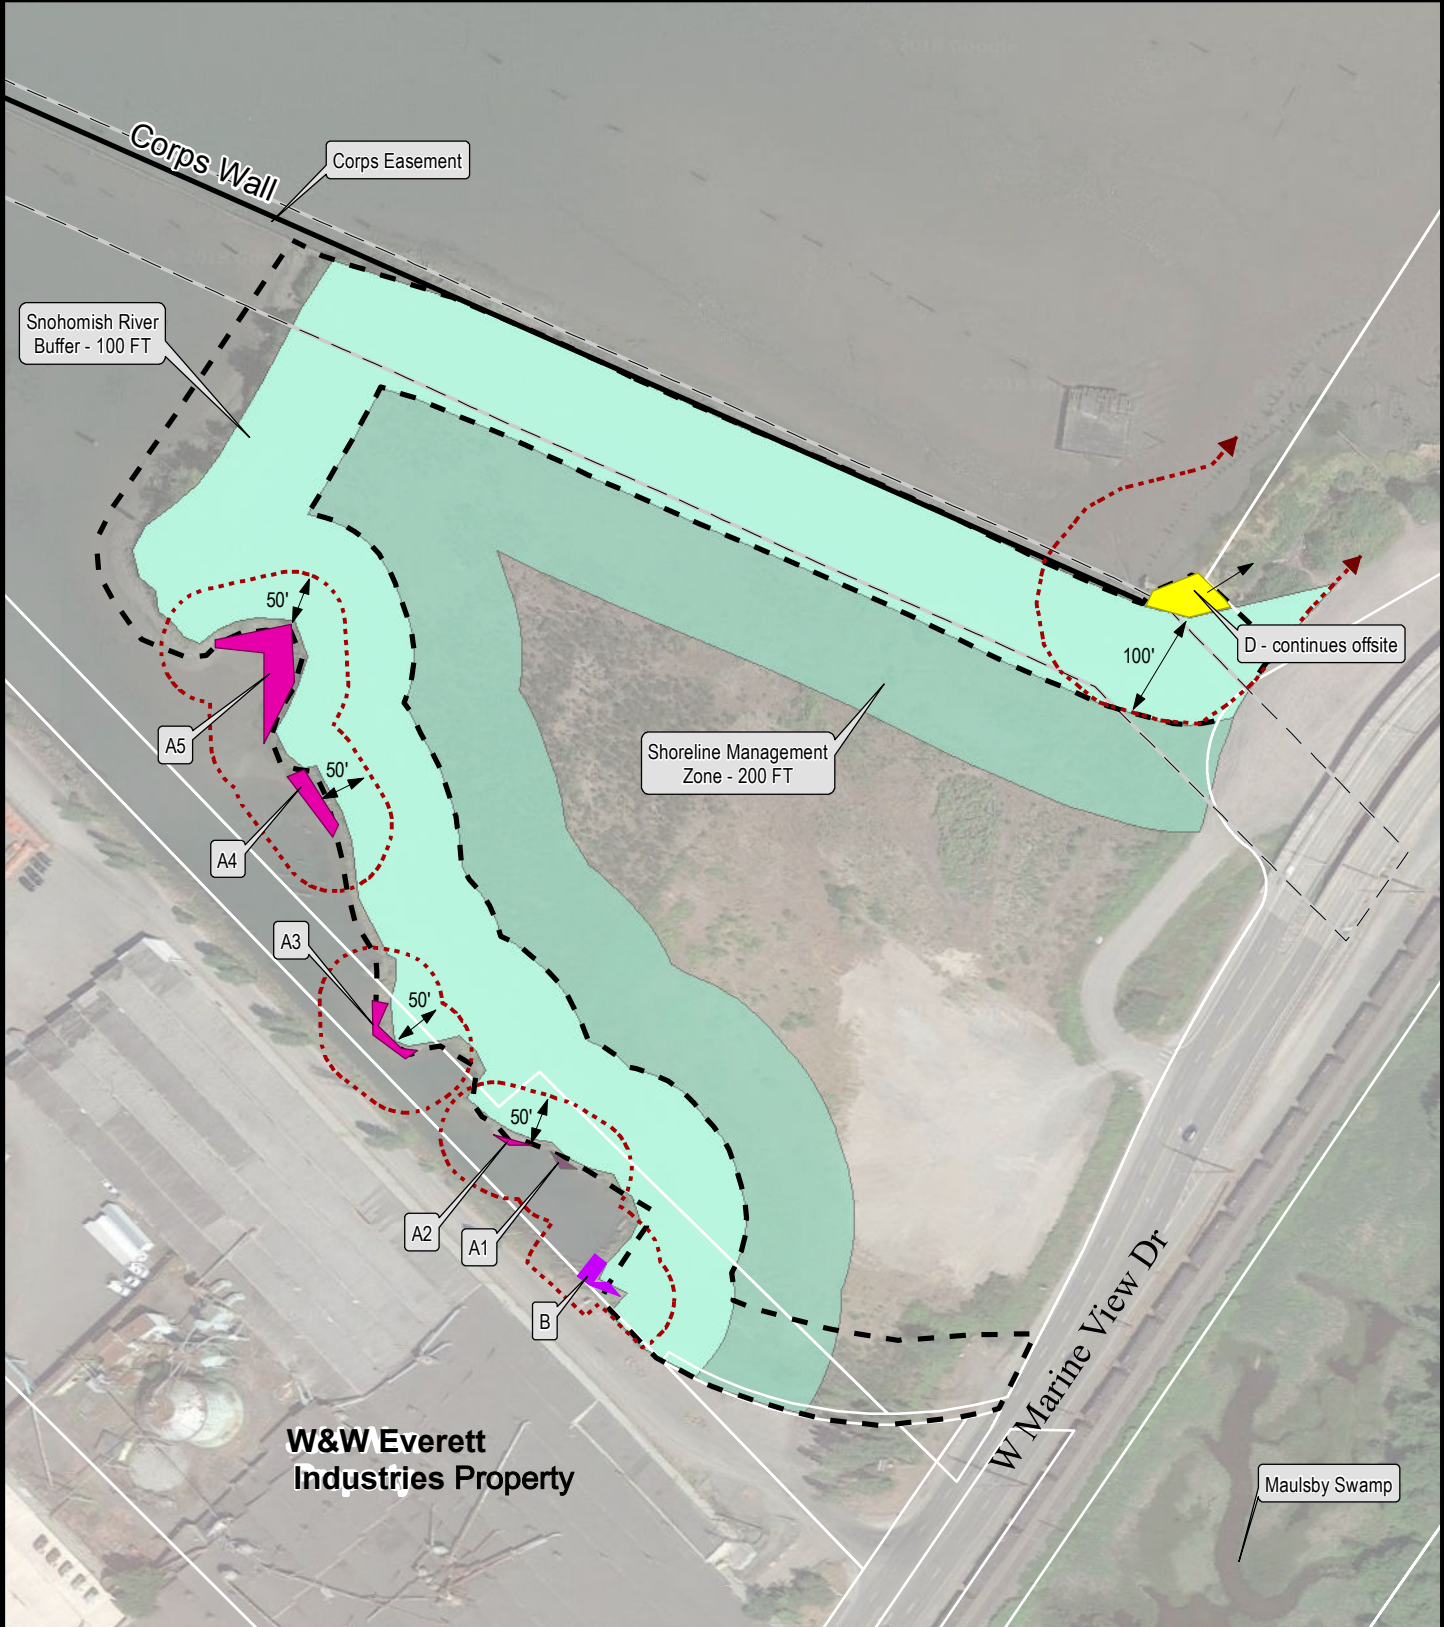 Corps Wall
Corps Easement
Snohomish River
Buffer - 100 FT
50'
D - continues offsite
100'
A5
50'
Shoreline Management
Zone - 200 FT
A4
A3
50'
50'
A2
A1
B
W Marine View Dr
W&W Everett
Industries Property
Maulsby Swamp